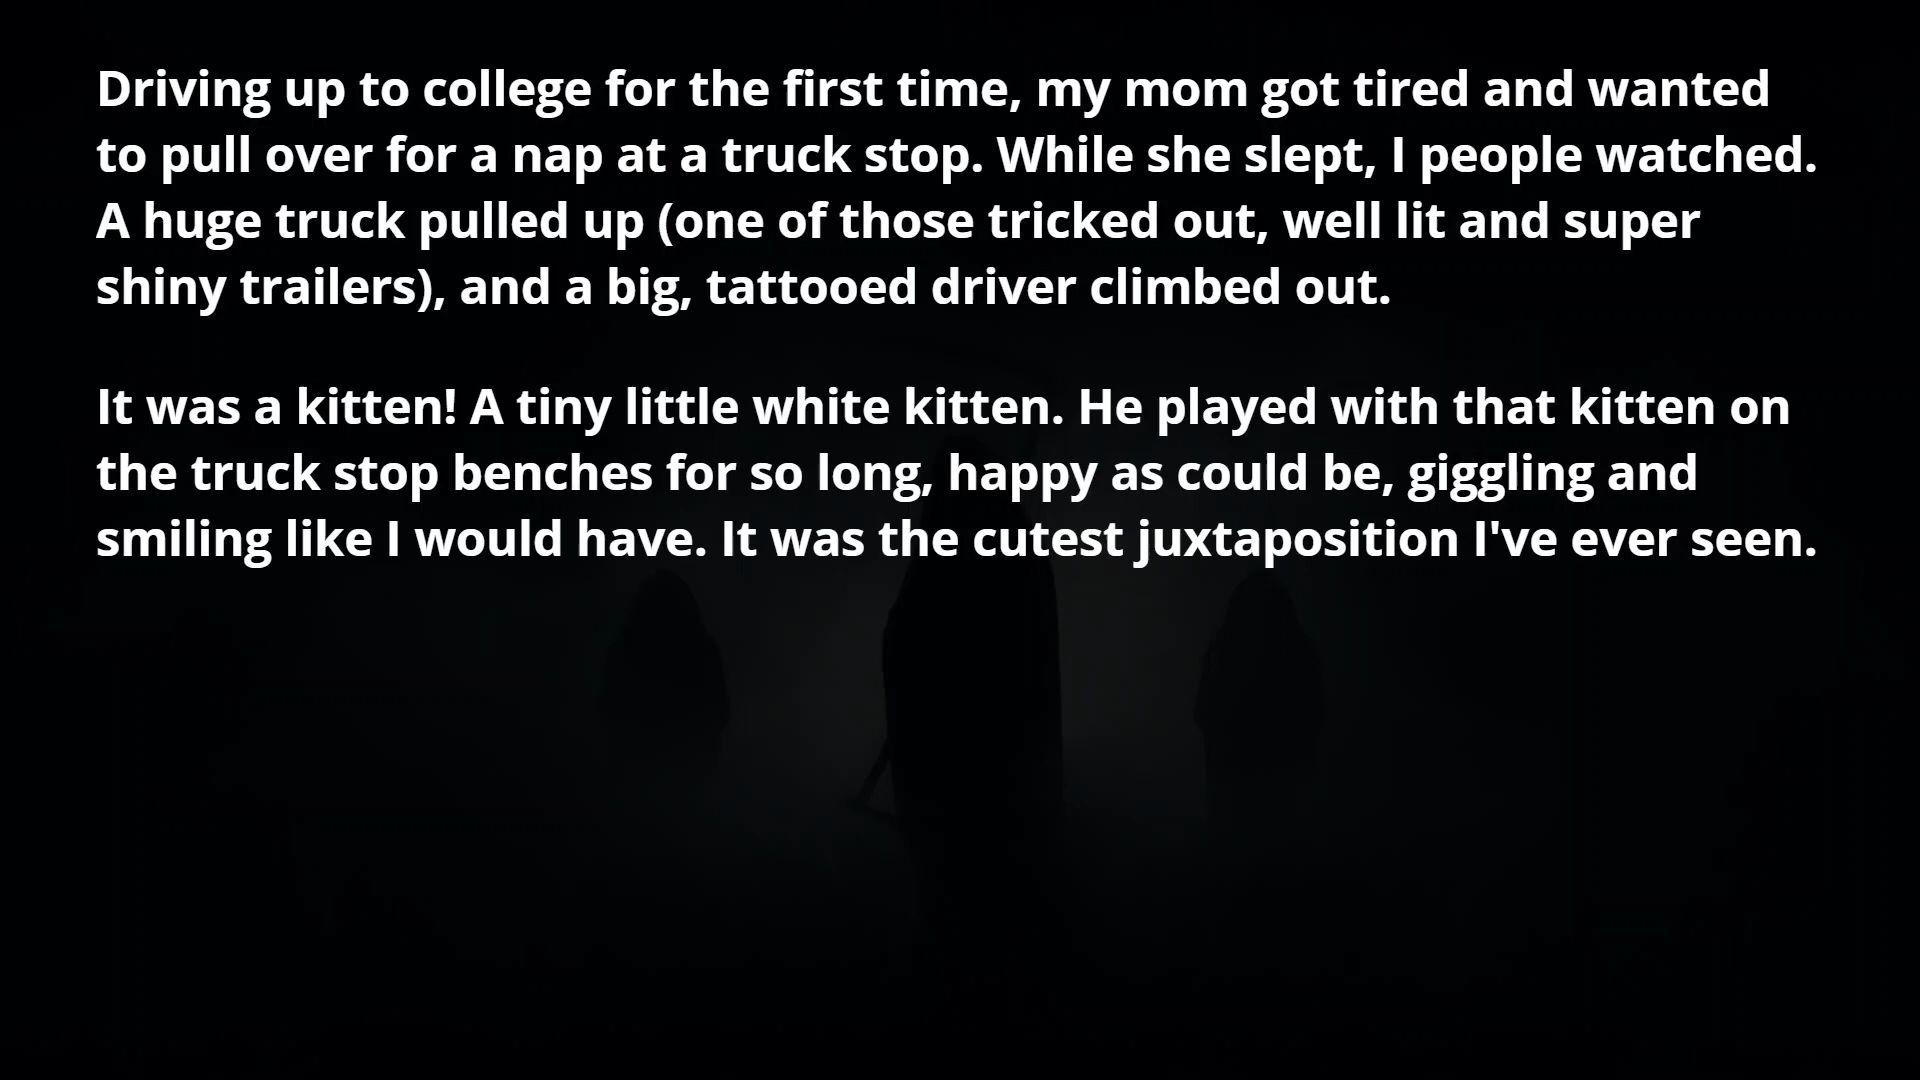 Driving up to college for the first time, my mom got tired and wanted
to pull over for a nap at a truck stop. While she slept, I people watched.
A huge truck pulled up (one of those tricked out, well lit and super
shiny trailers), and a big, tattooed driver climbed out.
It was a kitten! A tiny little white kitten. He played with that kitten on
the truck stop benches for so long, happy as could be, giggling and
smiling like I would have. It was the cutest juxtaposition I've ever seen.